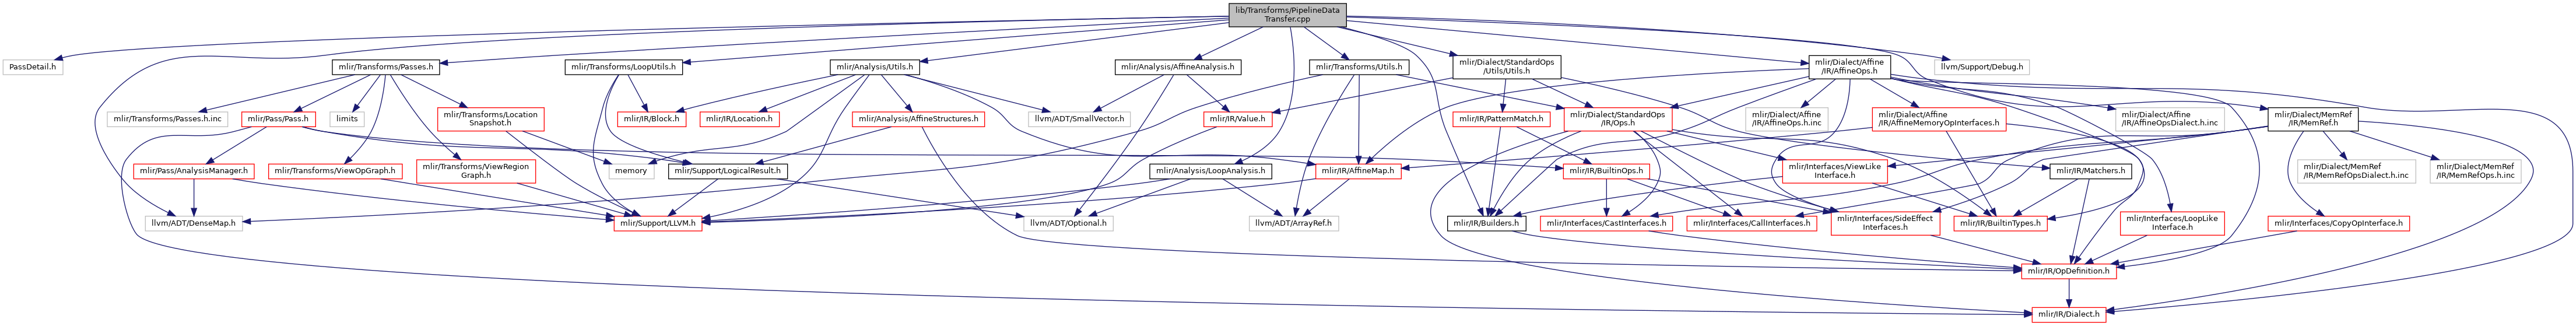 lib/Transforms/PipelineData
Transfer.cpp
PassDetail.h
mlir/Transforms/Passes.h
mlir/Transforms/LoopUtils.h
mlir/Analysis/Utils.h
mlir/Analysis/AffineAnalysis.h
mlir/Transforms/Utils.h
mlir/Dialect/StandardOps
/Utils/Utils.h
mlir/Dialect/Affine
/IR/AffineOps.h
llvm/Support/Debug.h
mlir/Transforms/Passes.h.inc
mlir/Pass/Pass.h
limits
mlir/Transforms/Location
Snapshot.h
mlir/IR/Block.h
mlir/IR/Location.h
mlir/Analysis/AffineStructures.h
llvm/ADT/SmallVector.h
mlir/IR/Value.h
mlir/IR/PatternMatch.h
mlir/Dialect/StandardOps
/IR/Ops.h
mlir/Dialect/Affine
/IR/AffineOps.h.inc
mlir/Dialect/Affine
/IR/AffineMemoryOpInterfaces.h
mlir/Dialect/Affine
/IR/AffineOpsDialect.h.inc
mlir/Dialect/MemRef
/IR/MemRef.h
mlir/Pass/AnalysisManager.h
mlir/Transforms/ViewOpGraph.h
mlir/Transforms/ViewRegion
Graph.h
memory
mlir/Support/LogicalResult.h
mlir/Analysis/LoopAnalysis.h
mlir/IR/AffineMap.h
mlir/IR/BuiltinOps.h
mlir/Interfaces/ViewLike
Interface.h
mlir/IR/Matchers.h
mlir/Dialect/MemRef
/IR/MemRefOpsDialect.h.inc
mlir/Dialect/MemRef
/IR/MemRefOps.h.inc
llvm/ADT/DenseMap.h
mlir/Support/LLVM.h
llvm/ADT/Optional.h
llvm/ADT/ArrayRef.h
mlir/IR/Builders.h
mlir/Interfaces/CastInterfaces.h
mlir/Interfaces/CallInterfaces.h
mlir/Interfaces/SideEffect
Interfaces.h
mlir/IR/BuiltinTypes.h
mlir/Interfaces/LoopLike
Interface.h
mlir/Interfaces/CopyOpInterface.h
mlir/IR/OpDefinition.h
mlir/IR/Dialect.h